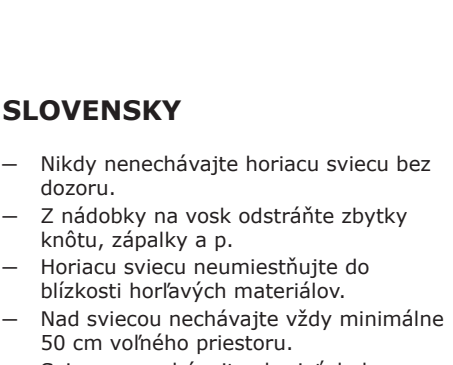 SLOVENSKY
— Nikdy nenechávajte horiacu sviecu bez
dozoru.
— Z nádobky na vosk odstráňte zbytky
knôtu, zápalky a p.
— Horiacu sviecu neumiestňujte do
blízkosti horľavých materiálov.
— Nad sviecou nechávajte vždy minimálne
50 cm voľného priestoru.